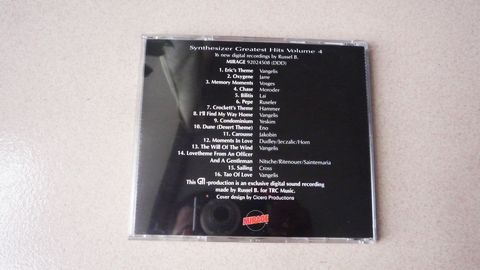 Synthesizer Greatest Hits Volume 4
16 new digital recordings by Russel B.
MIRAGE 92024508 (DDD)
1. Eric's Theme Vangelis
2. Oxygene Jarre
3. Memory Moments Vosges
4. Chase Moroder
5. Bilitis Lai
6. Pepe Ruseler
7. Crockett's Theme Hammer
8. I'll Find My Way Home Vangelis
9. Condominium Yeskim
10. Dune (Desert Theme) Eno
11. Carousse Jakobin
12. Moments In Love Dudley/Jeczalic/Horn
13. The Will Of The Wind Vangelis
14. Lovetheme From An Officer
And A Gentleman Nitsche/Ritenouer/Saintemaria
15. Sailing Cross
16. Tao Of Love Vangelis
This -production is an exclusive digital sound recording
made by Russel B. for TRC Music.
Cover design by Cicero Productions
MIRAGE